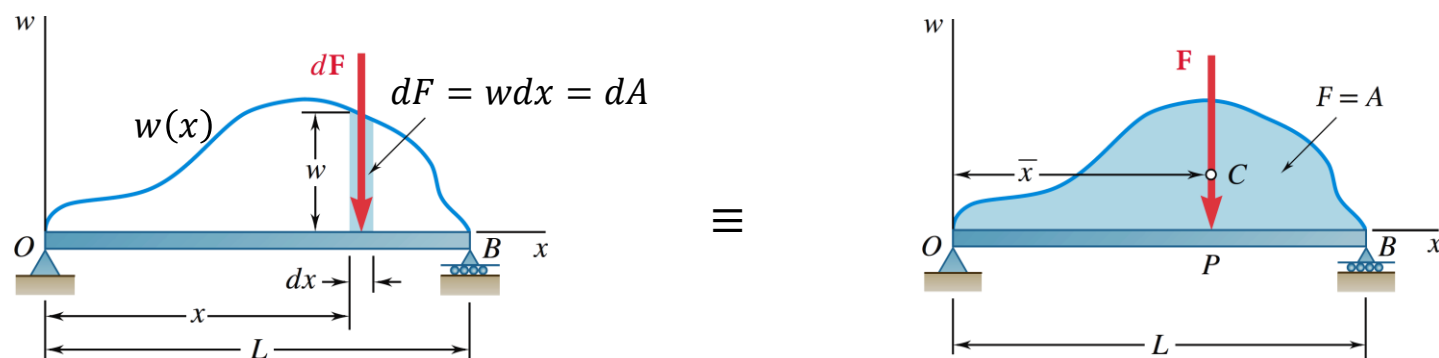 w
dF
dF = wdx = dA
w(x)
w
O
B
x
dx
x
L
≡
w
F
F = A
x̄
C
O
P
B
x
L